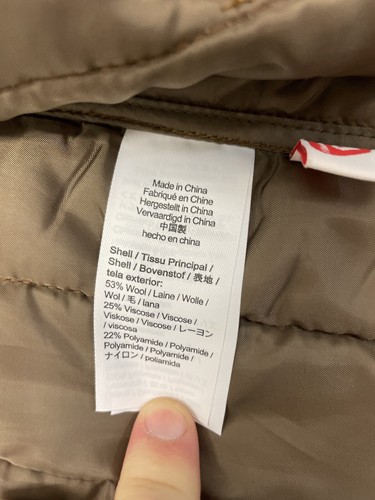 Made in China
Fabriqué en Chine
Hergestellt in China
Vervaardigd in China
中国製
hecho en china
Shell / Tissu Principal /
Shell / Bovenstof / 表地 /
tela exterior:
53% Wool / Laine / Wolle /
Wol / 毛 / lana
25% Viscose / Viscose /
Viskose / Viscose / レーヨン
/ viscosa
22% Polyamide / Polyamide /
Polyamide / Polyamide /
ナイロン / poliamida